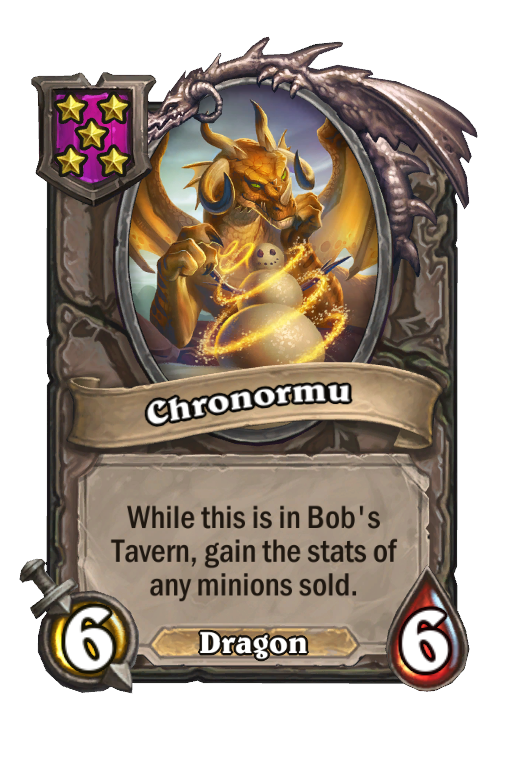 Chronormu
While this is in Bob's
Tavern, gain the stats of
any minions sold.
6
Dragon
6